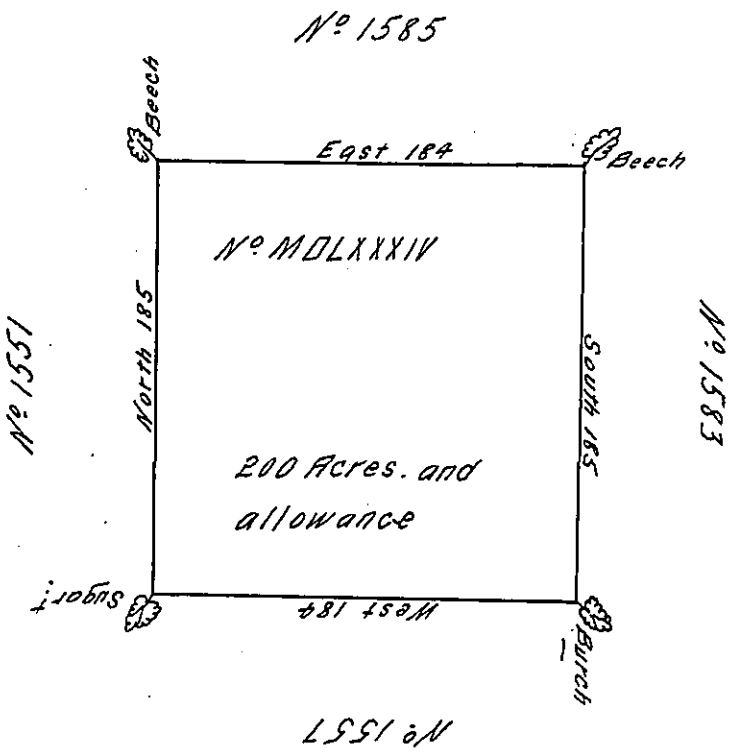 Nº 1585
Beech
East 184
Beech
Nº MDLXXXIV
North 185
Nº 1551
South 185
Nº 1583
200 Acres. and
allowance
Sugar
West 184
Burch
Nº 1557